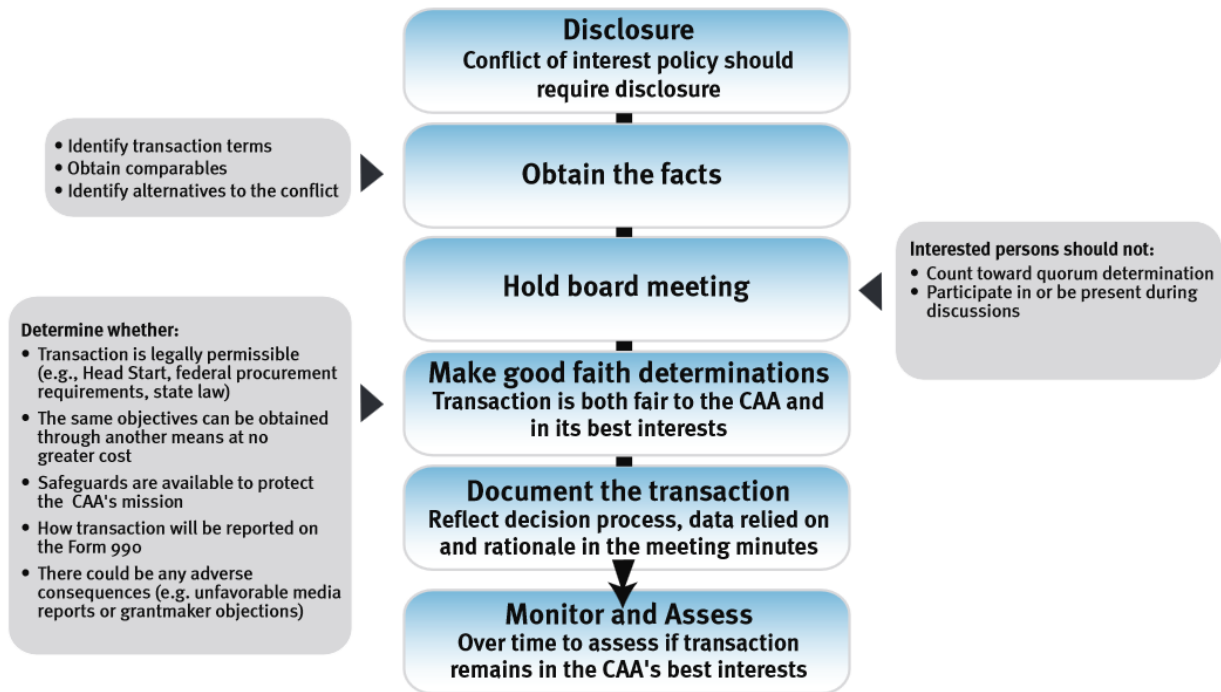 Disclosure
Conflict of interest policy should
require disclosure
• Identify transaction terms
• Obtain comparables
• Identify alternatives to the conflict
Obtain the facts
Hold board meeting
Interested persons should not:
• Count toward quorum determination
• Participate in or be present during
discussions
Determine whether:
• Transaction is legally permissible
(e.g., Head Start, federal procurement
requirements, state law)
• The same objectives can be obtained
through another means at no
greater cost
• Safeguards are available to protect
the CAA's mission
• How transaction will be reported on
the Form 990
• There could be any adverse
consequences (e.g. unfavorable media
reports or grantmaker objections)
Make good faith determinations
Transaction is both fair to the CAA and
in its best interests
Document the transaction
Reflect decision process, data relied on
and rationale in the meeting minutes
Monitor and Assess
Over time to assess if transaction
remains in the CAA's best interests